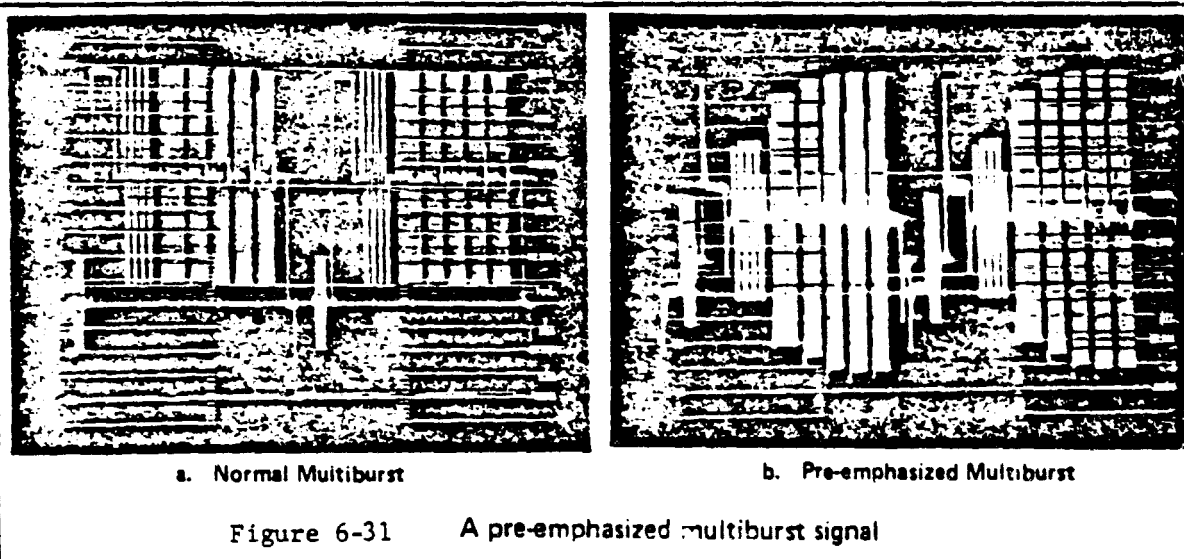 a. Normal Multiburst
b. Pre-emphasized Multiburst
Figure 6-31 A pre-emphasized multiburst signal